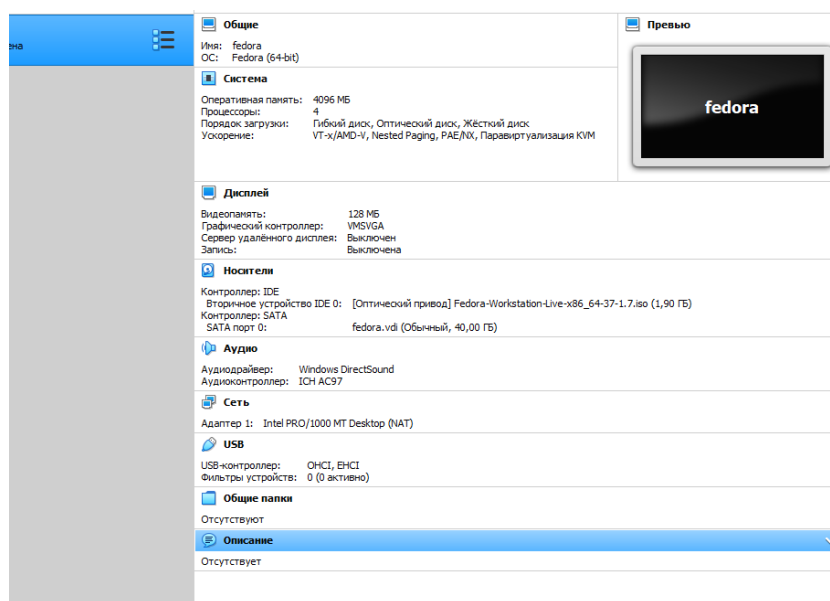 Общие
Имя: fedora
ОС: Fedora (64-bit)
Превью
fedora
Система
Оперативная память: 4096 МБ
Процессоры: 4
Порядок загрузки: Гибкий диск, Оптический диск, Жёсткий диск
Ускорение: VT-x/AMD-V, Nested Paging, PAE/NX, Паравиртуализация KVM
Дисплей
Видеопамять: 128 МБ
Графический контроллер: VMSVGA
Сервер удалённого дисплея: Выключен
Запись: Выключена
Носители
Контроллер: IDE
Вторичное устройство IDE 0: [Оптический привод] Fedora-Workstation-Live-x86_64-37-1.7.iso (1,90 ГБ)
Контроллер: SATA
SATA порт 0: fedora.vdi (Обычный, 40,00 ГБ)
Аудио
Аудиодрайвер: Windows DirectSound
Аудиоконтроллер: ICH AC97
Сеть
Адаптер 1: Intel PRO/1000 MT Desktop (NAT)
USB
USB-контроллер: OHCI, EHCI
Фильтры устройств: 0 (0 активно)
Общие папки
Отсутствуют
Описание
Отсутствует